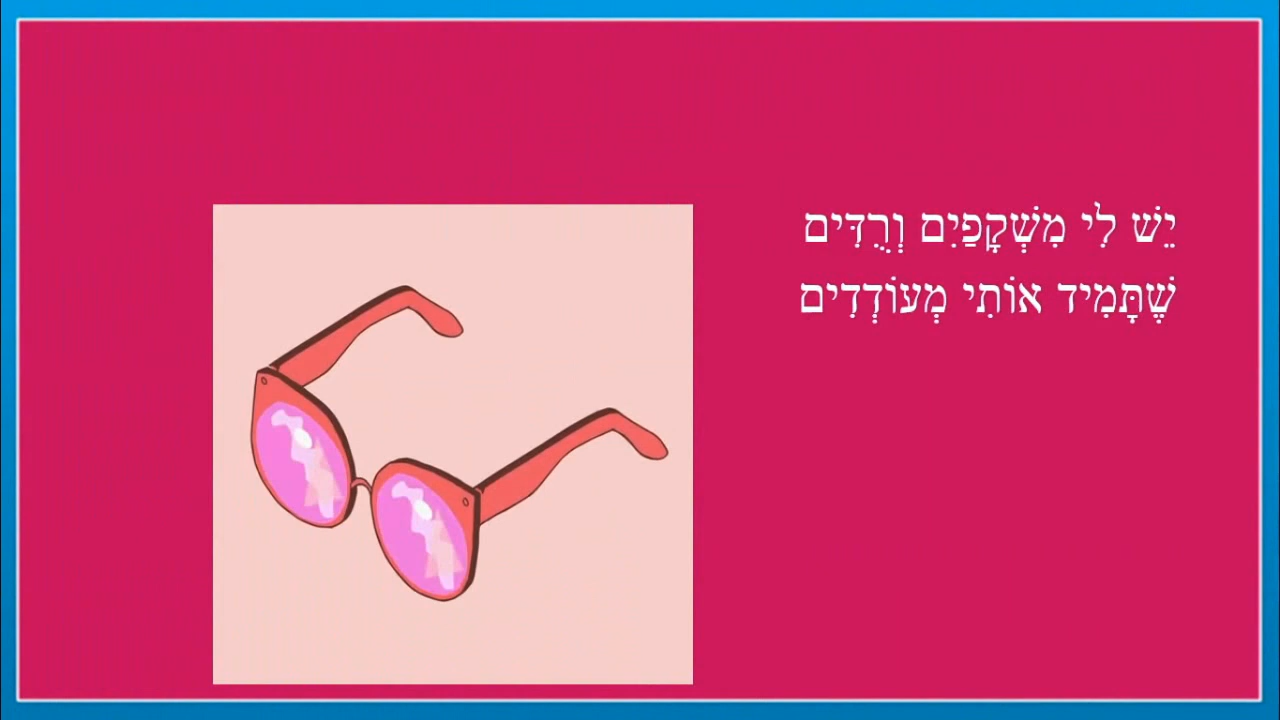 יֵשׁ לִי מִשְׁקָפַיִם וְרֻדִּים
שֶׁתָּמִיד אוֹתִי מְעוֹדְדִים